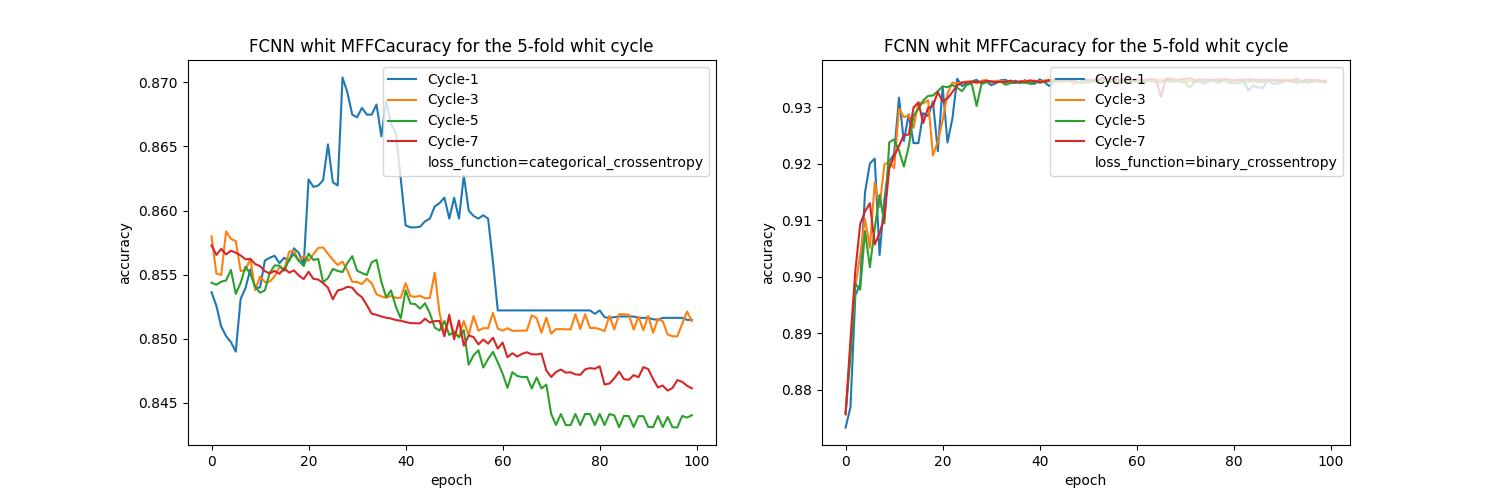 FCNN whit MFFCacuracy for the 5-fold whit cycle
0.870
0.865
0.860
0.855
0.850
0.845
accuracy
Cycle-1
Cycle-3
Cycle-5
Cycle-7
loss_function=categorical_crossentropy
0 20 40 60 80 100
epoch
FCNN whit MFFCacuracy for the 5-fold whit cycle
0.93
0.92
0.91
0.90
0.89
0.88
accuracy
Cycle-1
Cycle-3
Cycle-5
Cycle-7
loss_function=binary_crossentropy
0 20 40 60 80 100
epoch